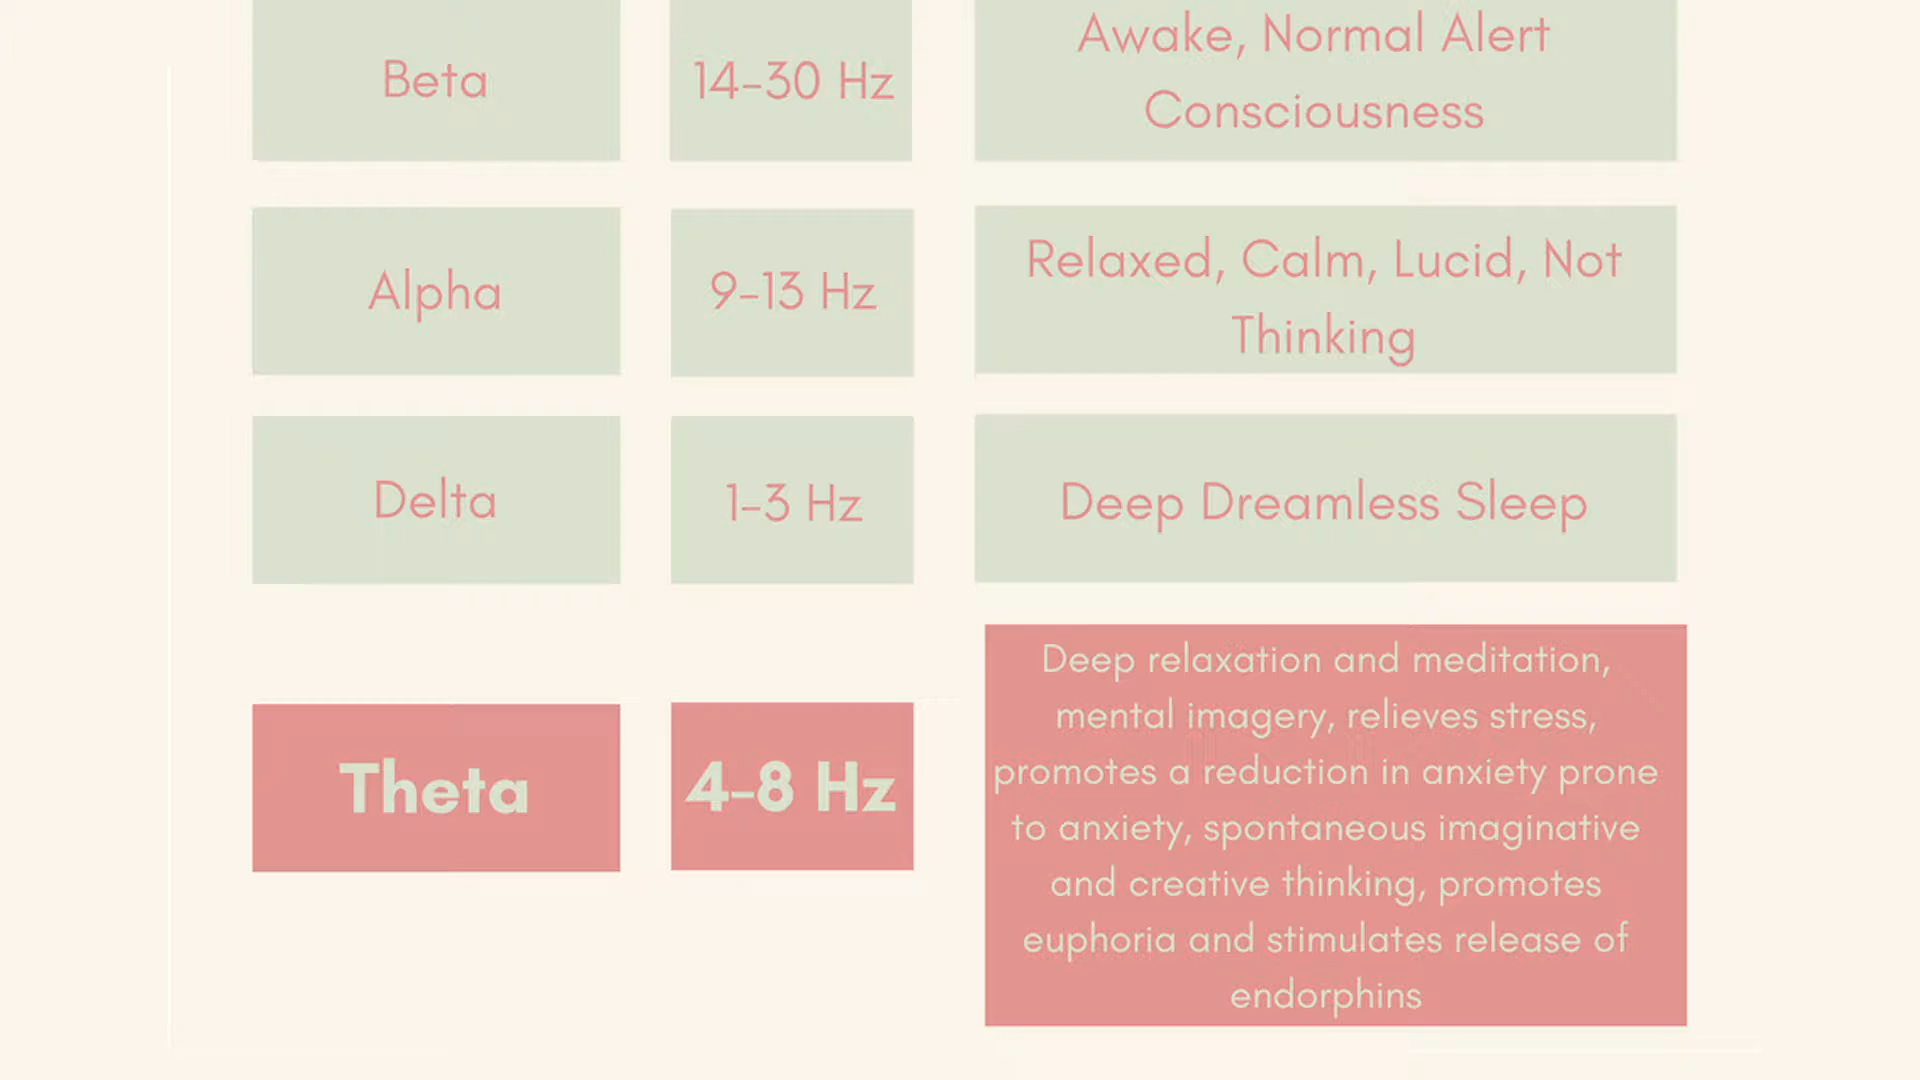 Beta
14-30 Hz
Awake, Normal Alert
Consciousness
Alpha
9-13 Hz
Relaxed, Calm, Lucid, Not
Thinking
Delta
1-3 Hz
Deep Dreamless Sleep
Theta
4-8 Hz
Deep relaxation and meditation,
mental imagery, relieves stress,
promotes a reduction in anxiety prone
to anxiety, spontaneous imaginative
and creative thinking, promotes
euphoria and stimulates release of
endorphins